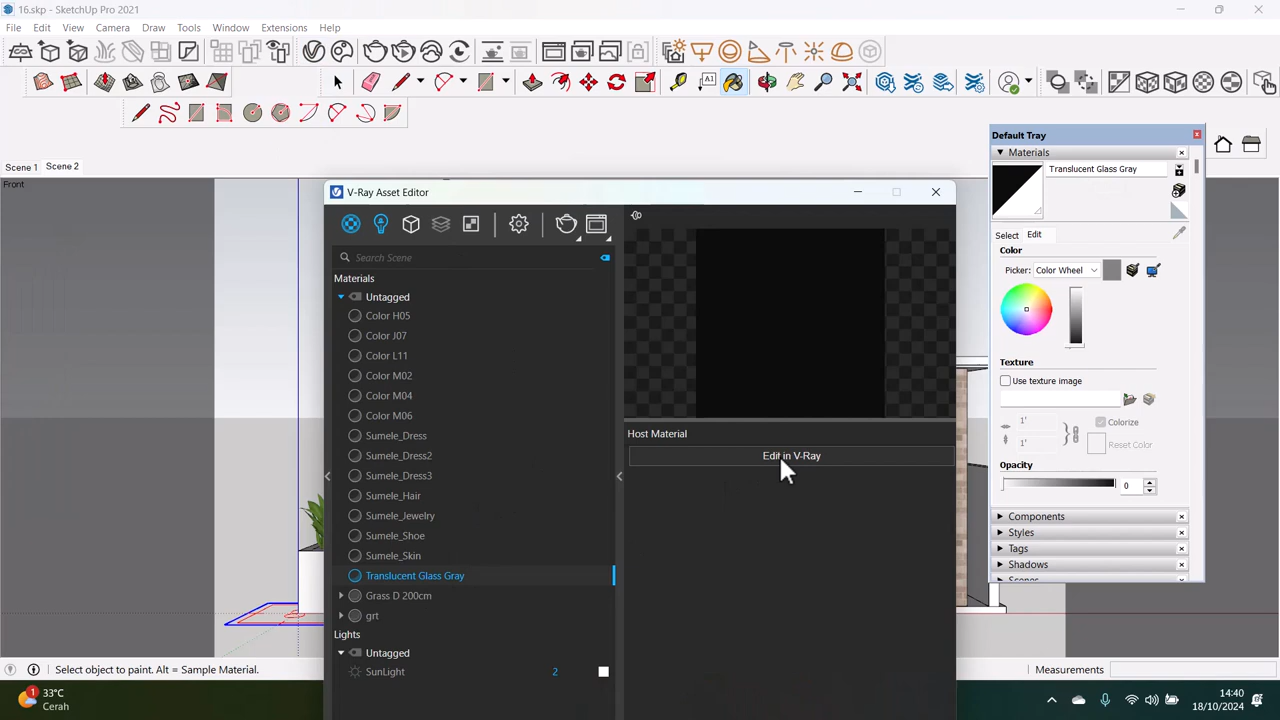 16.skp - SketchUp Pro 2021
File Edit View Camera Draw Tools Window Extensions Help
A1
Scene 1 Scene 2
Front
V-Ray Asset Editor
Search Scene
Materials
Untagged
Color H05
Color J07
Color L11
Color M02
Color M04
Color M06
Sumele_Dress
Sumele_Dress2
Sumele_Dress3
Sumele_Hair
Sumele_Jewelry
Sumele_Shoe
Sumele_Skin
Translucent Glass Gray
Grass D 200cm
grt
Lights
Untagged
SunLight 2
Host Material
Edit in V-Ray
Default Tray
Materials
Translucent Glass Gray
Select Edit
Color
Picker: Color Wheel
Texture
Use texture image
1' Colorize
1' Reset Color
Opacity
0
Components
Styles
Tags
Shadows
Scenes
Select object to paint. Alt = Sample Material.
Measurements
1
33°C
Cerah
14:40
18/10/2024